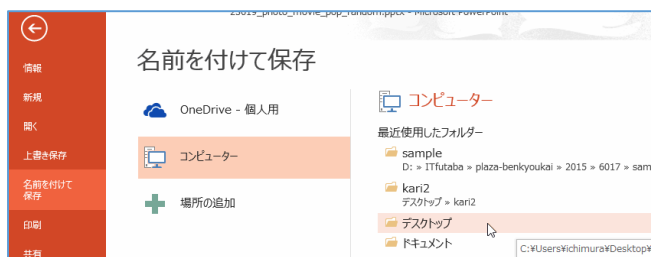 23019_photo_movie_pop_random.pptx - Microsoft PowerPoint
情報
新規
開く
上書き保存
名前を付けて
保存
印刷
共有
名前を付けて保存
OneDrive - 個人用
コンピューター
場所の追加
コンピューター
最近使用したフォルダー
sample
D: » ITfutaba » plaza-benkyoukai » 2015 » 6017 » sam
kari2
デスクトップ » kari2
デスクトップ
ドキュメント
C:¥Users¥ichimura¥Desktop¥